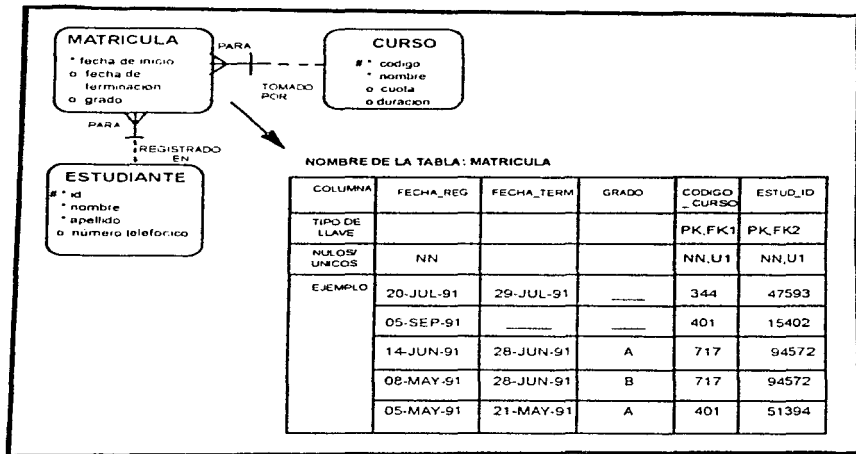 MATRICULA
* fecha de inicio
o fecha de
terminacion
o grado
PARA
TOMADO
POR
CURSO
# * codigo
* nombre
o cuota
o duracion
PARA
REGISTRADO
EN
ESTUDIANTE
# * id
* nombre
* apellido
o número telefonico
NOMBRE DE LA TABLA: MATRICULA
COLUMNA FECHA_REG FECHA_TERM GRADO CODIGO_CURSO ESTUD_ID
TIPO DE LLAVE PK,FK1 PK,FK2
NULOS/UNICOS NN NN,U1 NN,U1
EJEMPLO 20-JUL-91 29-JUL-91 ____ 344 47593
05-SEP-91 ____ ____ 401 15402
14-JUN-91 28-JUN-91 A 717 94572
08-MAY-91 28-JUN-91 B 717 94572
05-MAY-91 21-MAY-91 A 401 51394